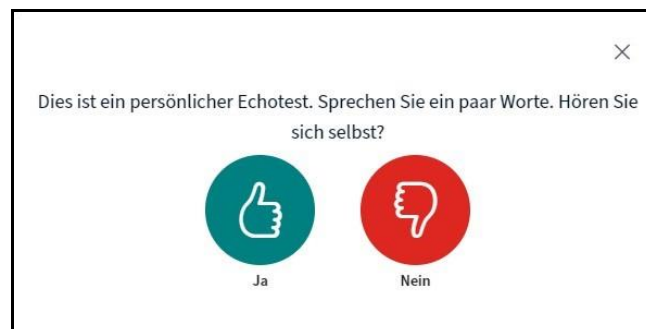 Dies ist ein persönlicher Echotest. Sprechen Sie ein paar Worte. Hören Sie
sich selbst?
Ja
Nein